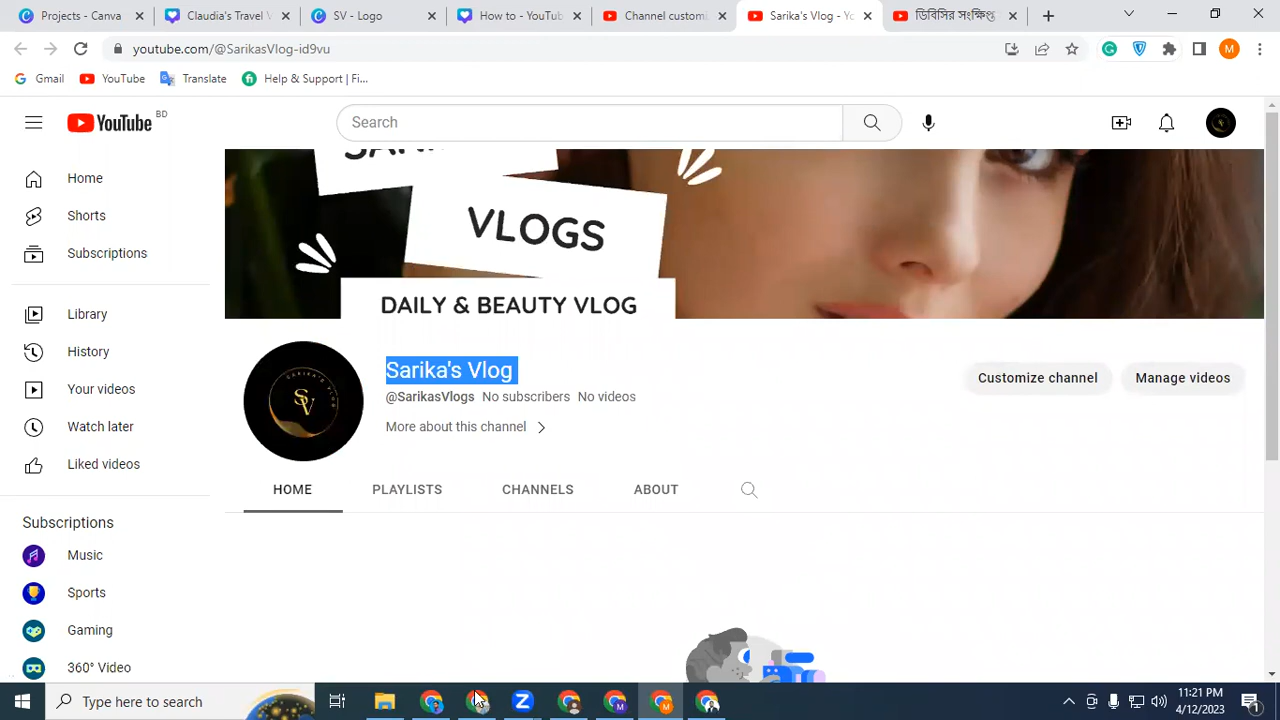 Projects - Canva
Claudia's Travel V
SV - Logo
How to - YouTub
Channel customi
Sarika's Vlog - Yo
ডিবিসির সংক্ষিপ্ত
youtube.com/@SarikasVlog-id9vu
M
Gmail
YouTube
Translate
Help & Support | Fi...
YouTube BD
Search
Home
Shorts
Subscriptions
Library
History
Your videos
Watch later
Liked videos
Subscriptions
Music
Sports
Gaming
360° Video
VLOGS
DAILY & BEAUTY VLOG
SARIKA'S VLOG
SV
Sarika's Vlog
@SarikasVlogs No subscribers No videos
More about this channel
Customize channel
Manage videos
HOME
PLAYLISTS
CHANNELS
ABOUT
Type here to search
11:21 PM
4/12/2023
1